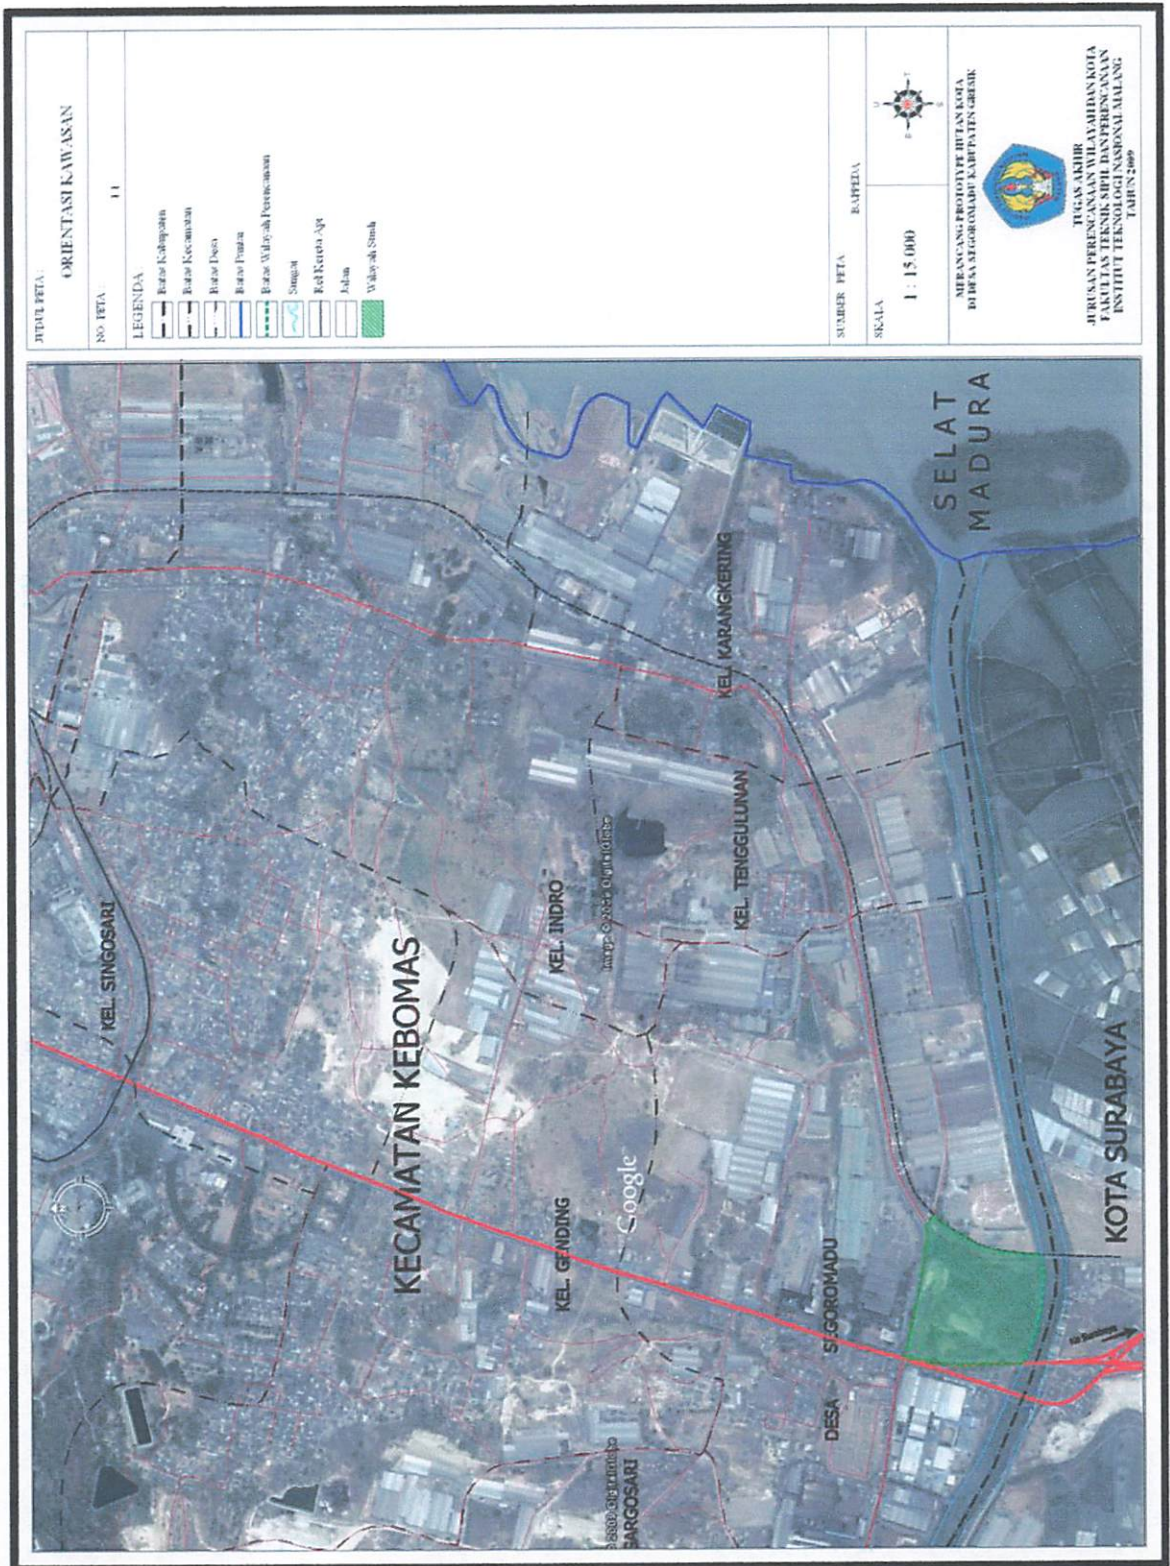 JUDUL PETA :
ORIENTASI KAWASAN
NO. PETA :
1.1
LEGENDA
Batas Kabupaten
Batas Kecamatan
Batas Desa
Batas Pantai
Batas Wilayah Perencanaan
Sungai
Rel Kereta Api
Jalan
Wilayah Studi
SUMBER PETA
BAPPEDA
SKALA
1 : 15.000
MERANCANG PROTOTYPE HUTAN KOTA
DI DESA SEGOROMADU KABUPATEN GRESIK
TUGAS AKHIR
JURUSAN PERENCANAAN WILAYAH DAN KOTA
FAKULTAS TEKNIK SIPIL DAN PERENCANAAN
INSTITUT TEKNOLOGI NASIONAL MALANG
TAHUN 2009
KEL. SINGOSARI
KECAMATAN KEBOMAS
KEL. INDRO
KEL. GENDING
Google
KEL. KARANGKERING
KEL. TENGGULUNAN
SARGOSARI
DESA SEGOROMADU
SELAT
MADURA
KOTA SURABAYA